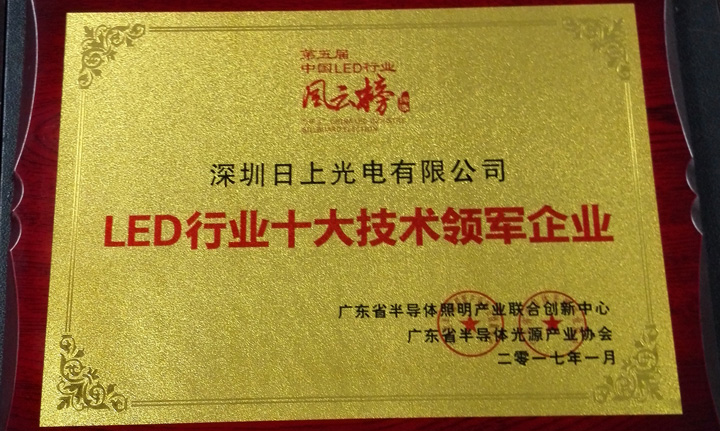 第五届
中国LED行业
风云榜
深圳日上光电有限公司
LED行业十大技术领军企业
广东省半导体照明产业联合创新中心
广东省半导体光源产业协会
二零一七年一月